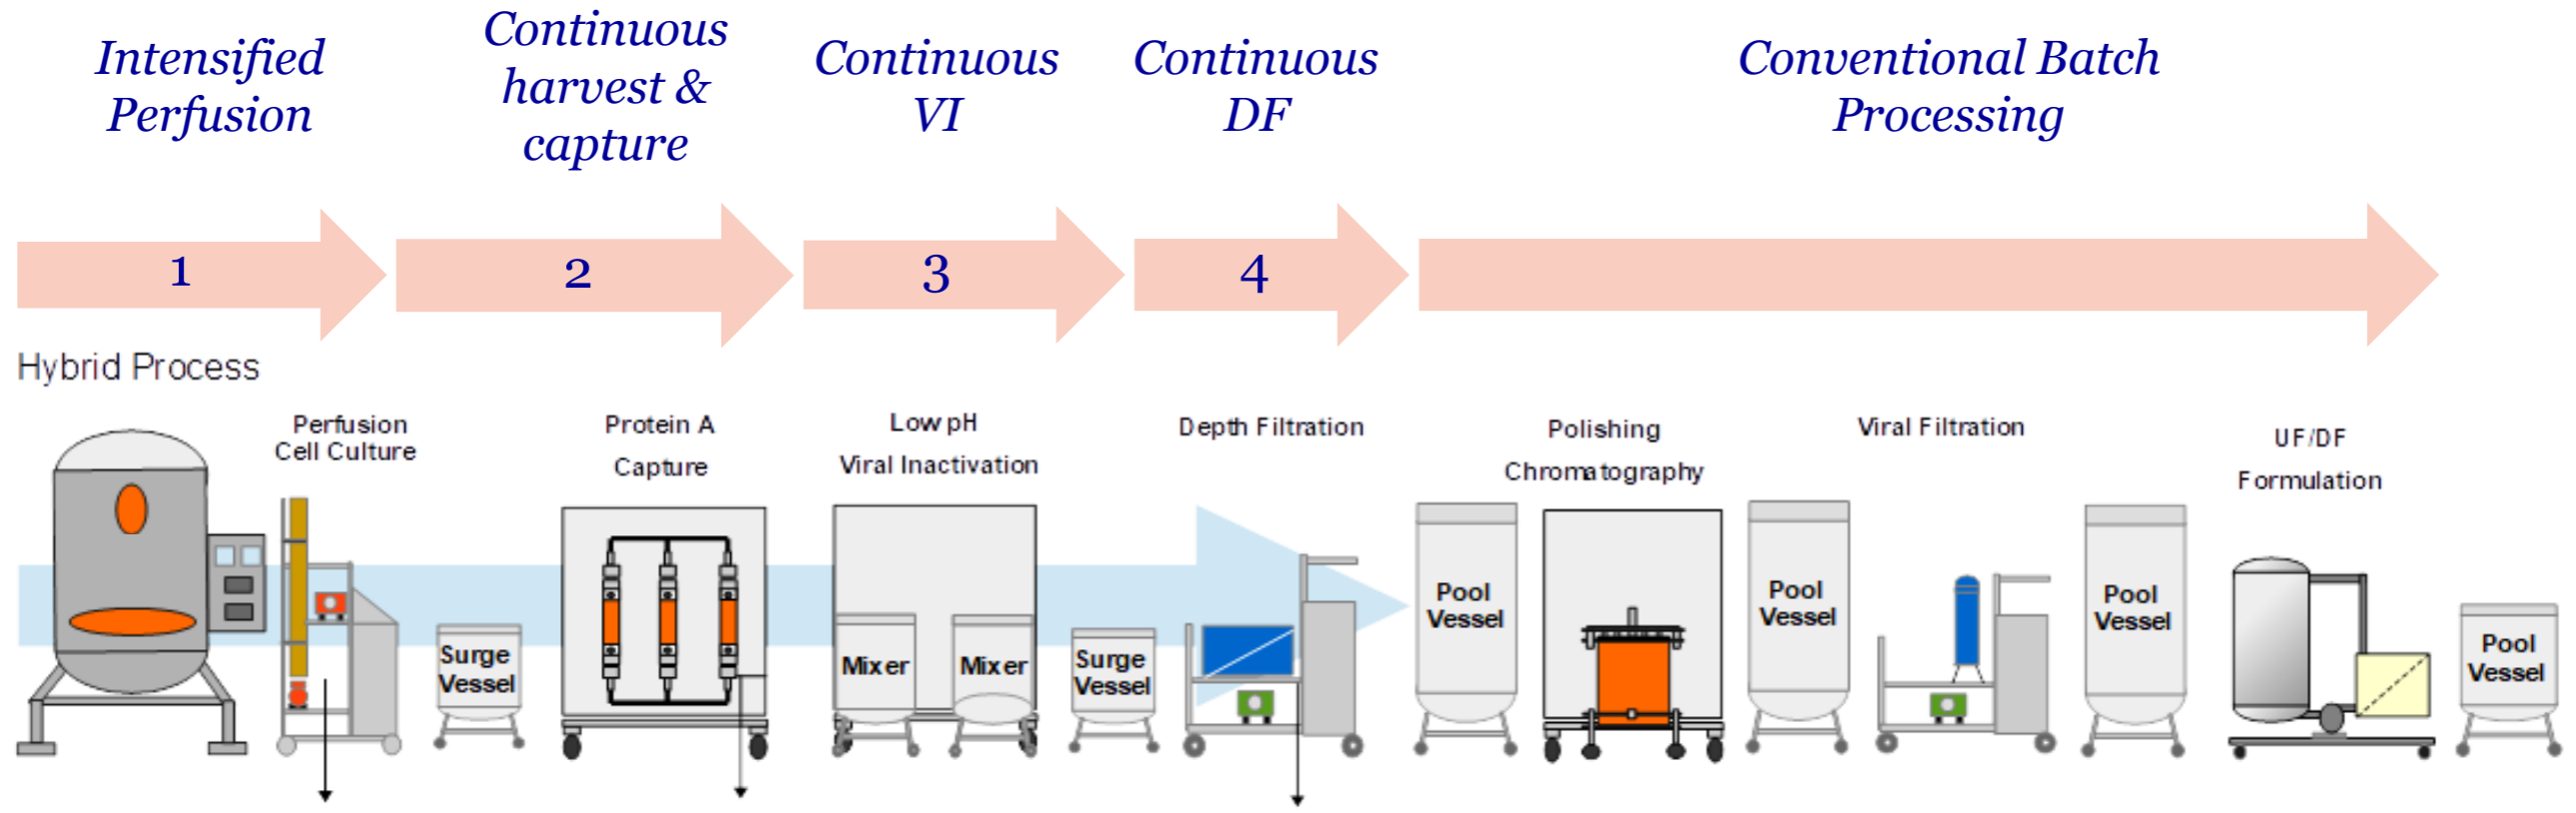 Intensified
Perfusion
Continuous
harvest &
capture
Continuous
VI
Continuous
DF
Conventional Batch
Processing
1
2
3
4
Hybrid Process
Perfusion
Cell Culture
Protein A
Capture
Low pH
Viral Inactivation
Depth Filtration
Polishing
Chromatography
Viral Filtration
UF/DF
Formulation
Surge
Vessel
Mixer
Mixer
Surge
Vessel
Pool
Vessel
Pool
Vessel
Pool
Vessel
Pool
Vessel